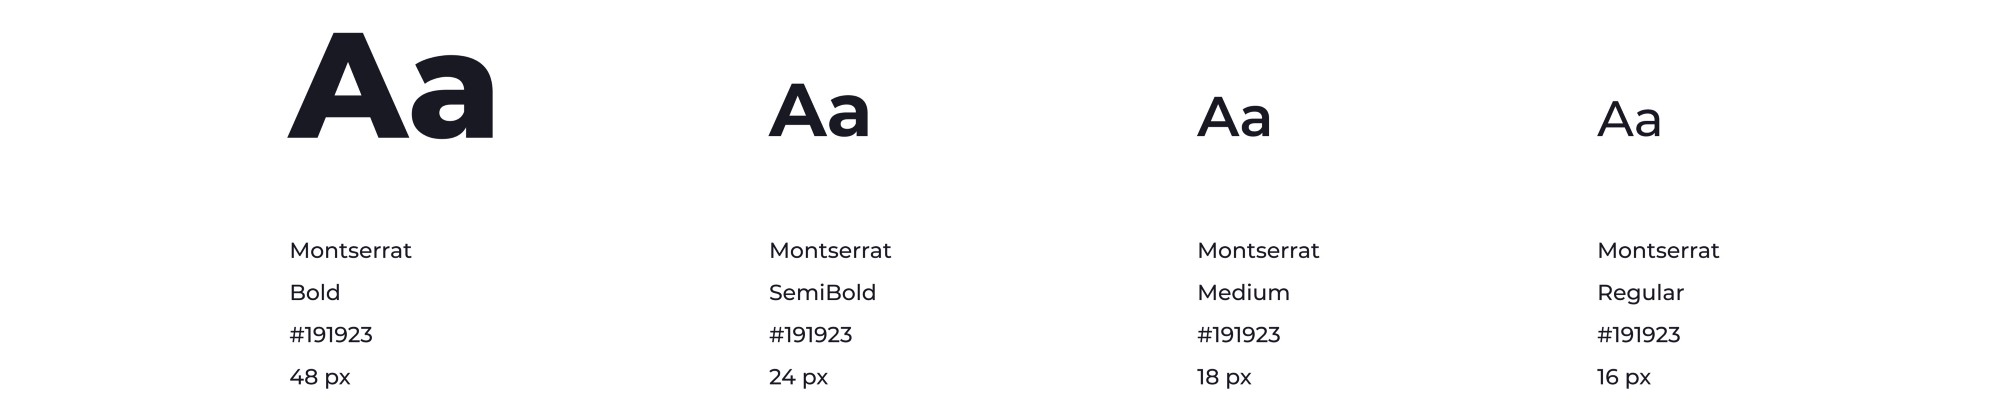 Aa
Montserrat
Bold
#191923
48 px
Aa
Montserrat
SemiBold
#191923
24 px
Aa
Montserrat
Medium
#191923
18 px
Aa
Montserrat
Regular
#191923
16 px